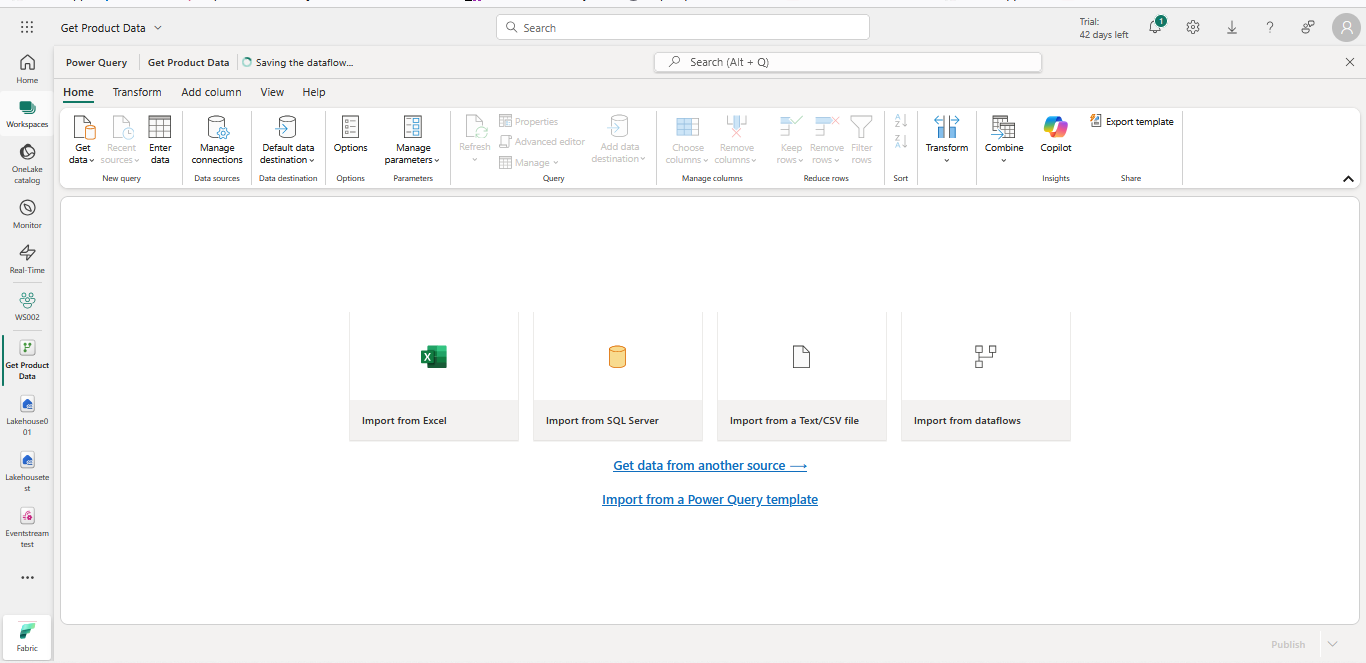 Get Product Data
Search
Trial:
42 days left
1
Home
Workspaces
OneLake
catalog
Monitor
Real-Time
WS002
Get Product
Data
Lakehouse0
01
Lakehousete
st
Eventstream
test
Fabric
Power Query
Get Product Data
Saving the dataflow...
Search (Alt + Q)
Home
Transform
Add column
View
Help
Get
data
Recent
sources
Enter
data
New query
Manage
connections
Data sources
Default data
destination
Data destination
Options
Options
Manage
parameters
Parameters
Refresh
Properties
Advanced editor
Manage
Add data
destination
Query
Choose
columns
Remove
columns
Manage columns
Keep
rows
Remove
rows
Filter
rows
Reduce rows
A
Z
Z
A
Sort
Transform
Combine
Copilot
Insights
Export template
Share
Import from Excel
Import from SQL Server
Import from a Text/CSV file
Import from dataflows
Get data from another source
Import from a Power Query template
Publish